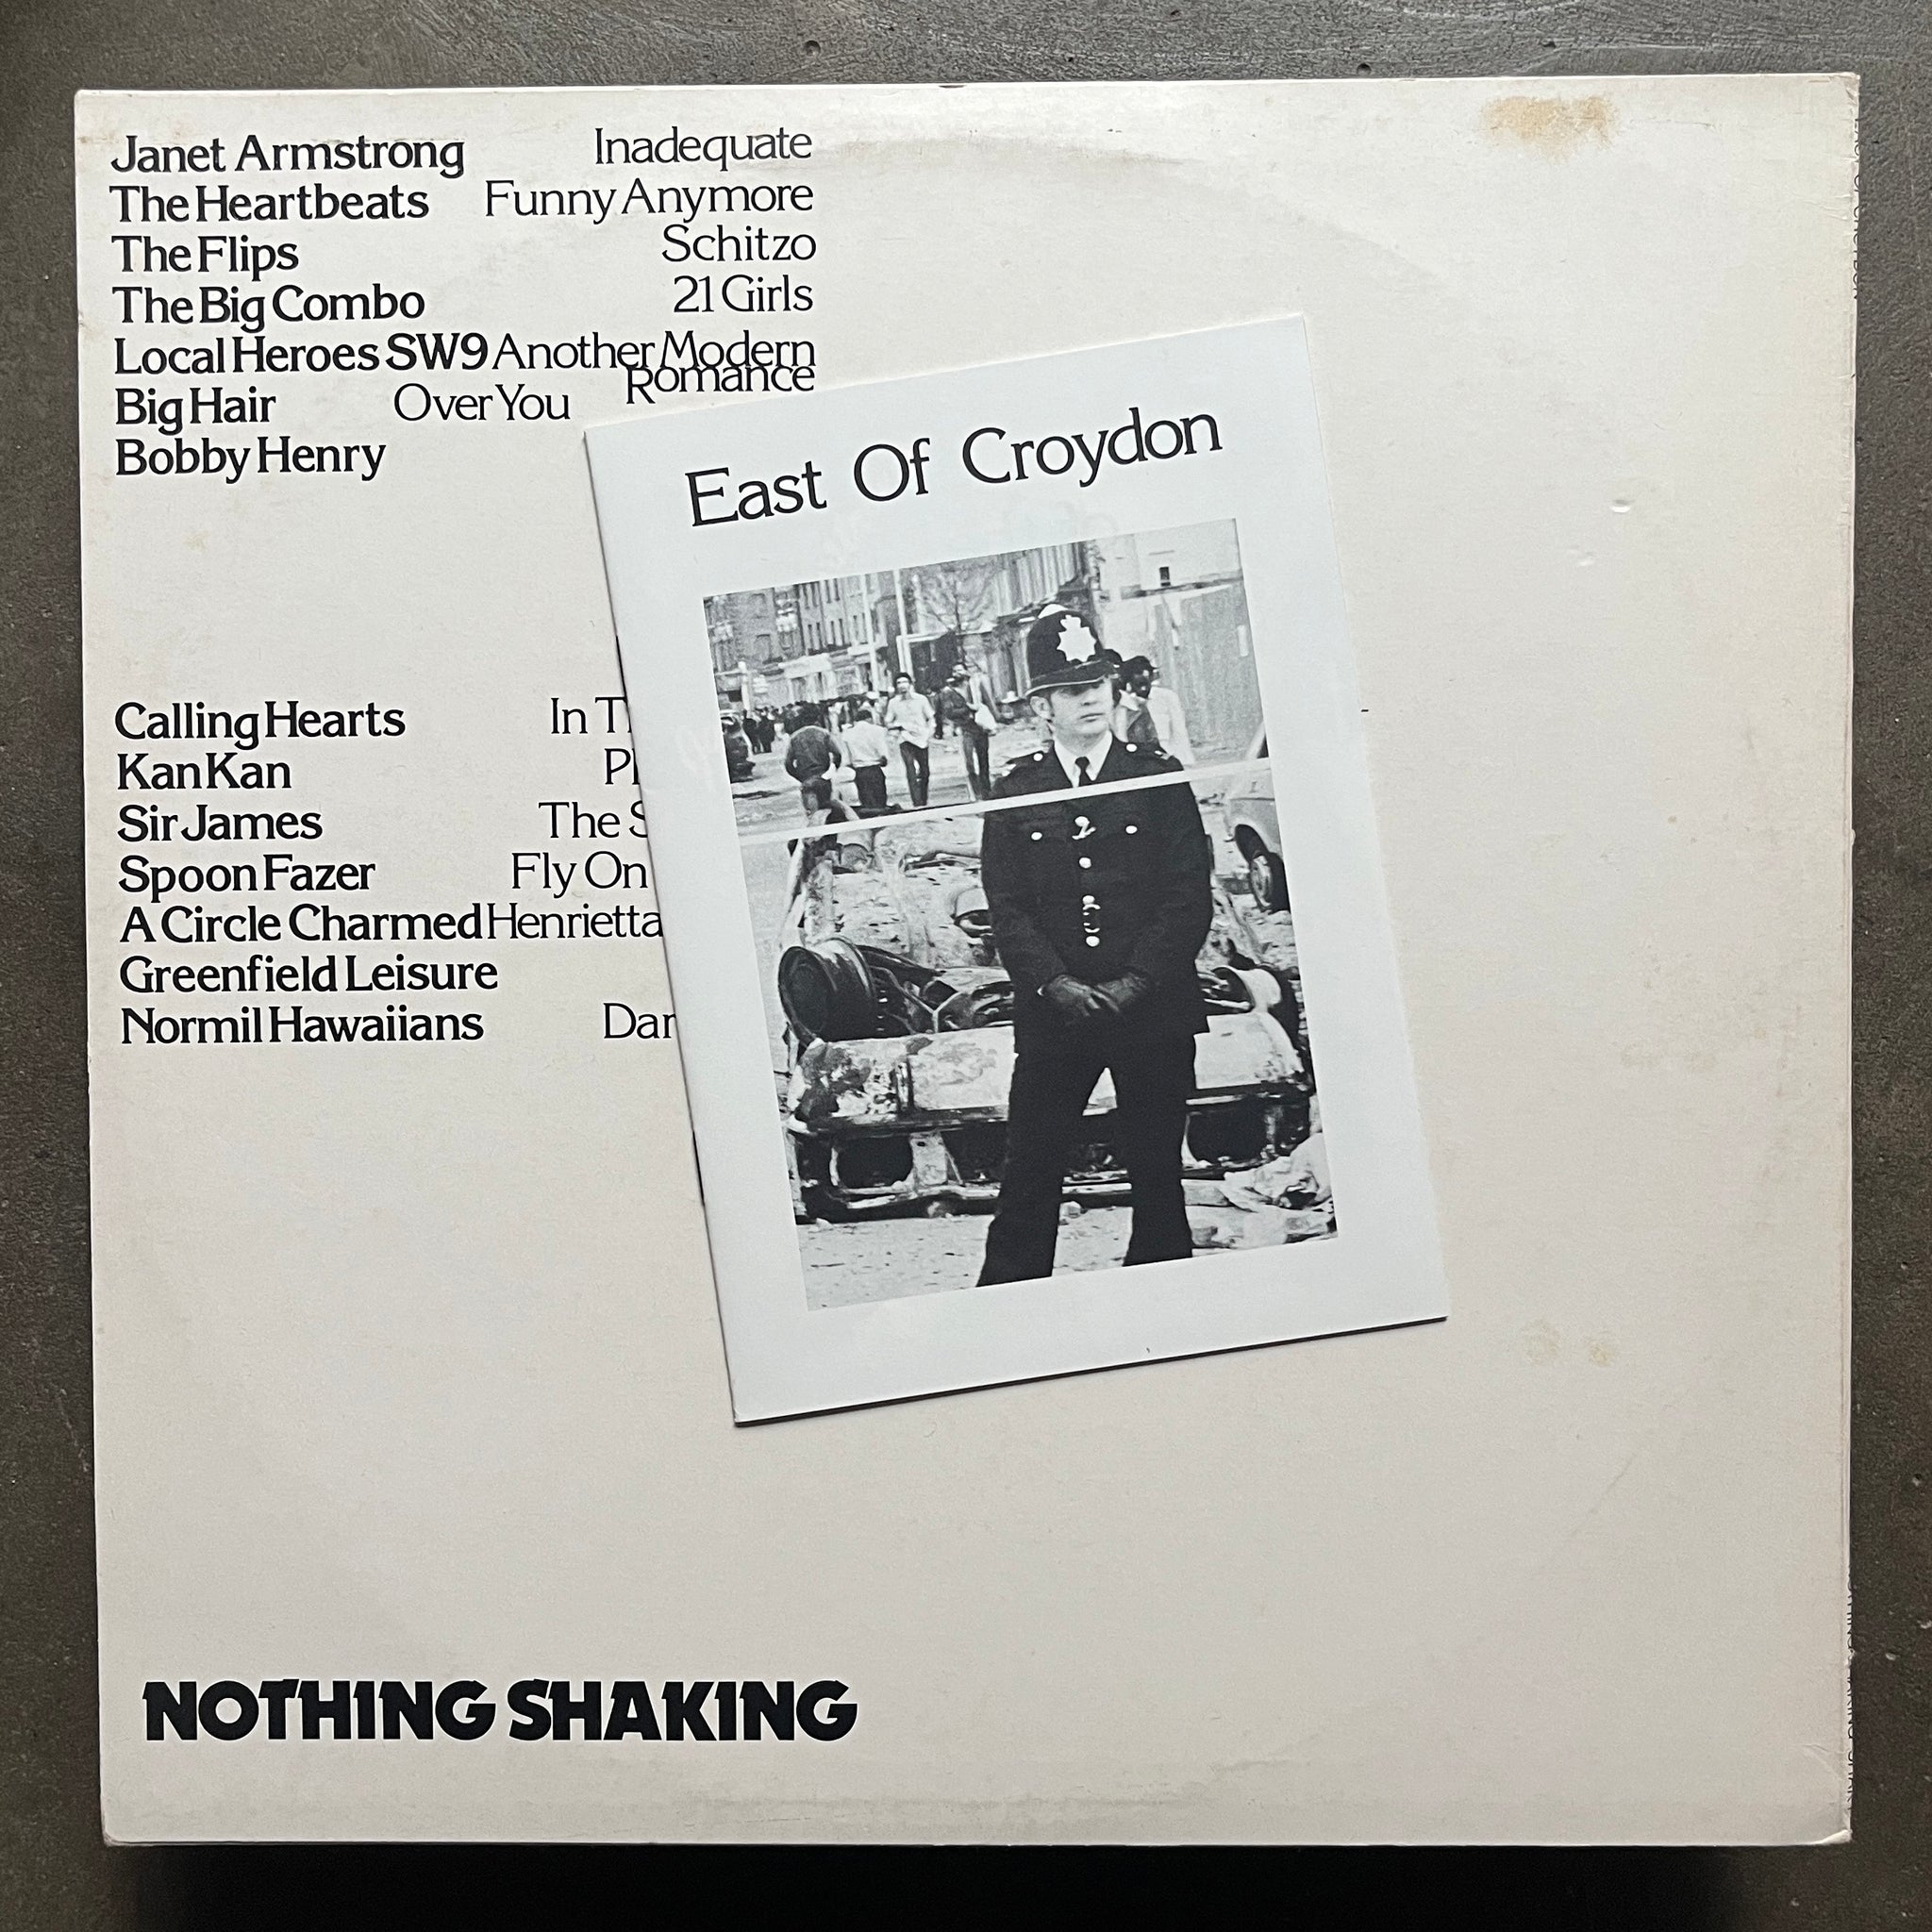 Janet Armstrong Inadequate
The Heartbeats Funny Anymore
The Flips Schitzo
The Big Combo 21 Girls
Local Heroes SW9 Another Modern
Romance
Big Hair Over You
Bobby Henry
East Of Croydon
Calling Hearts In
Kan Kan
Sir James The
Spoon Fazer Fly On
A Circle Charmed Henrietta
Greenfield Leisure
Normil Hawaiians
NOTHING SHAKING